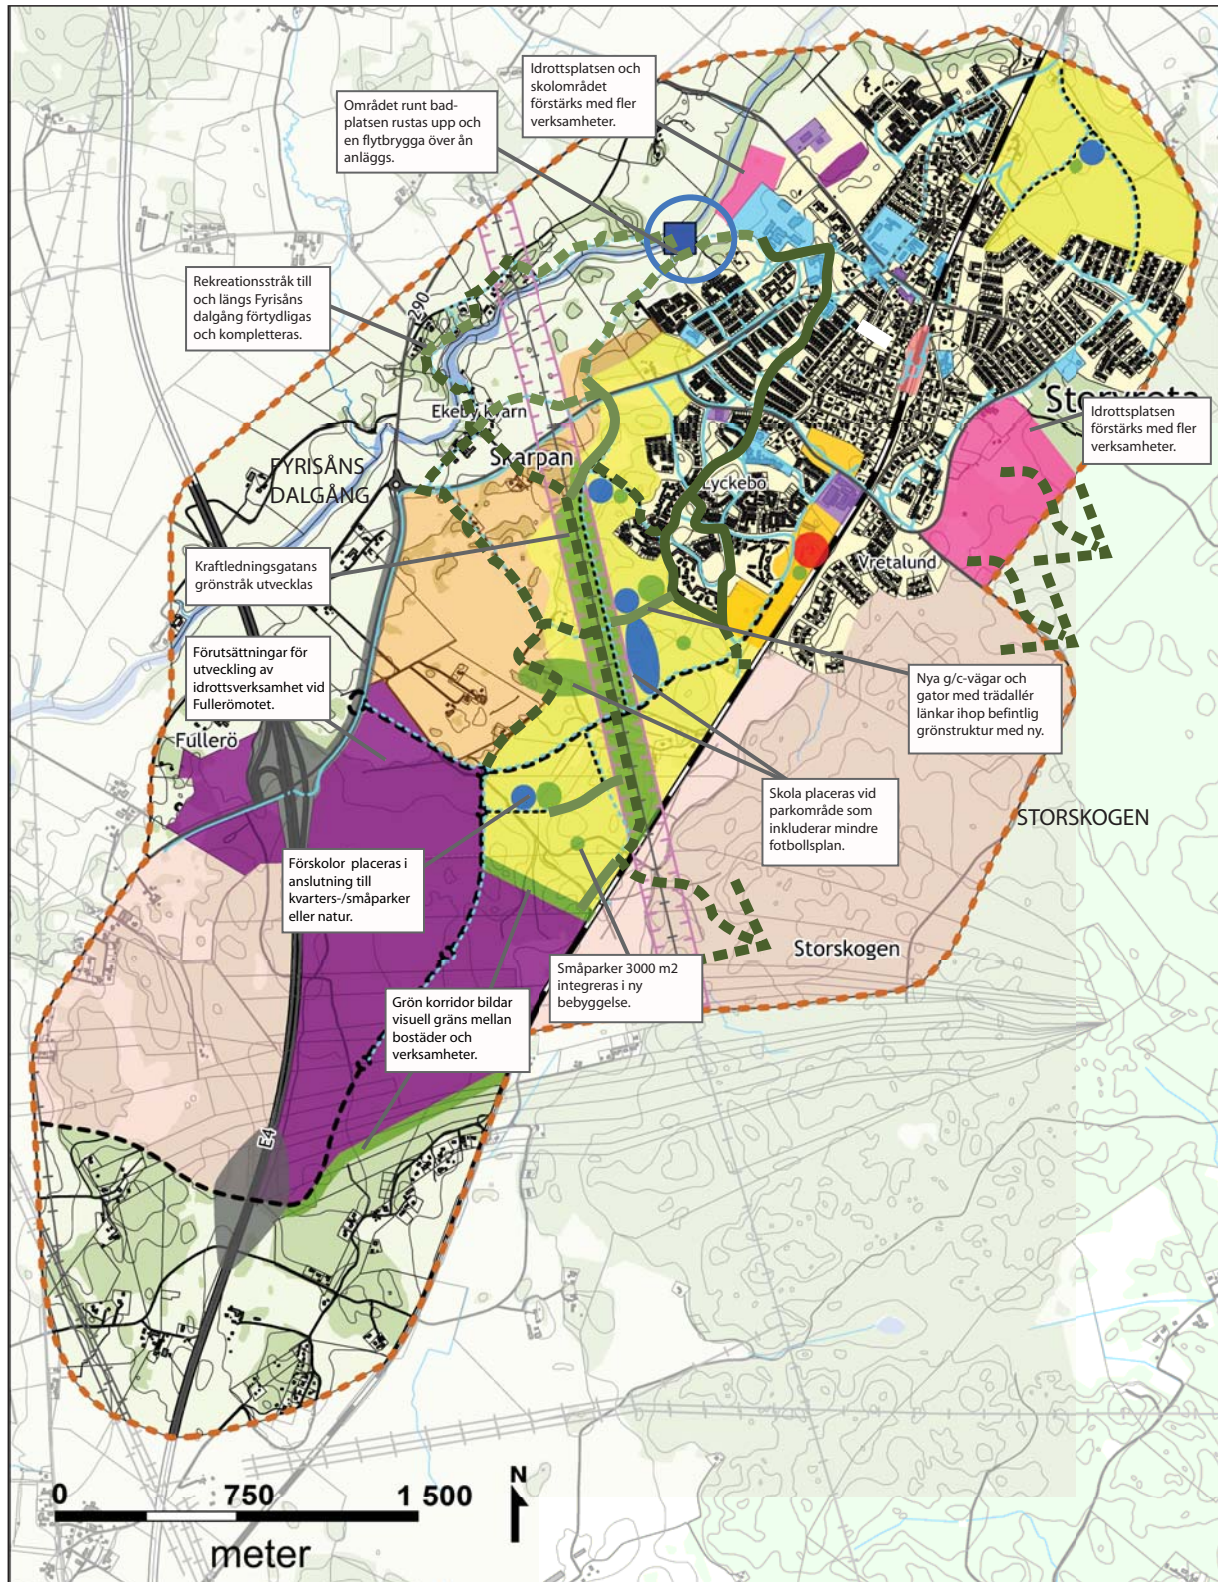 Idrottsplatsen och
skolområdet
förstärks med fler
verksamheter.
Området runt bad-
platsen rustas upp och
en flytbrygga över ån
anläggs.
Rekreationsstråk till
och längs Fyrisåns
dalgång förtydligas
och kompletteras.
290
Ekeby kvarn
Storvreta
Idrottsplatsen
förstärks med fler
verksamheter.
Skärpan
FYRISÅNS
DALGÅNG
Lyckebo
Vretalund
Kraftledningsgatans
grönstråk utvecklas
Förutsättningar för
utveckling av
idrottsverksamhet vid
Fullerömotet.
Fullerö
Nya g/c-vägar och
gator med trädallér
länkar ihop befintlig
grönstruktur med ny.
Skola placeras vid
parkområde som
inkluderar mindre
fotbollsplan.
STORSKOGEN
Förskolor placeras i
anslutning till
kvarters-/småparker
eller natur.
Storskogen
Småparker 3000 m2
integreras i ny
bebyggelse.
Grön korridor bildar
visuell gräns mellan
bostäder och
verksamheter.
E4
0 750 1 500
meter
N